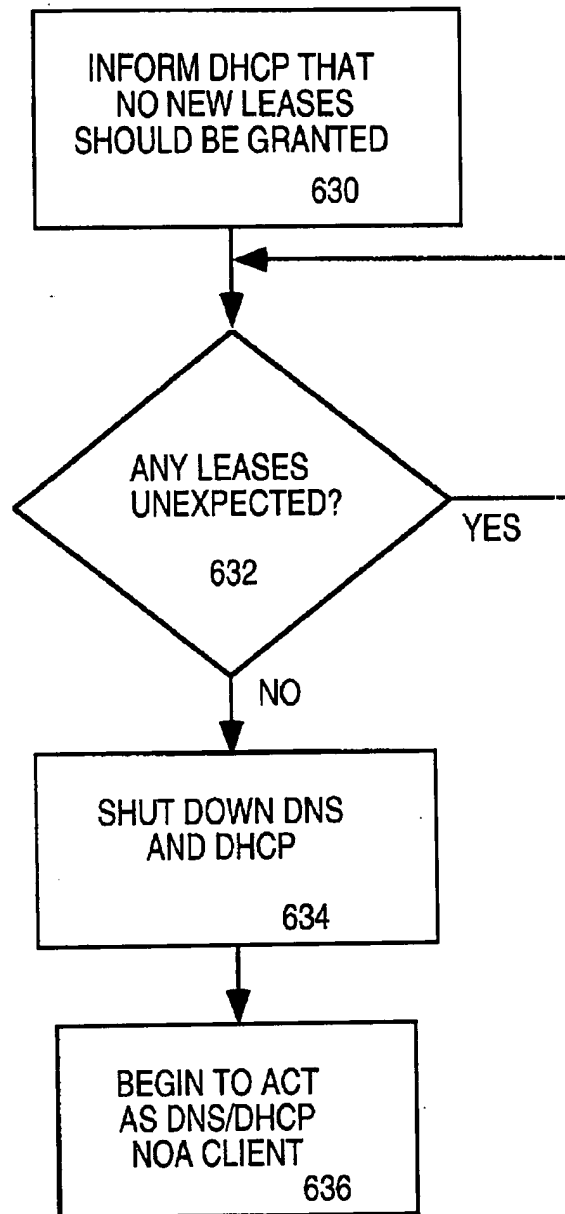 INFORM DHCP THAT
NO NEW LEASES
SHOULD BE GRANTED
630
ANY LEASES
UNEXPECTED?
632
YES
NO
SHUT DOWN DNS
AND DHCP
634
BEGIN TO ACT
AS DNS/DHCP
NOA CLIENT
636